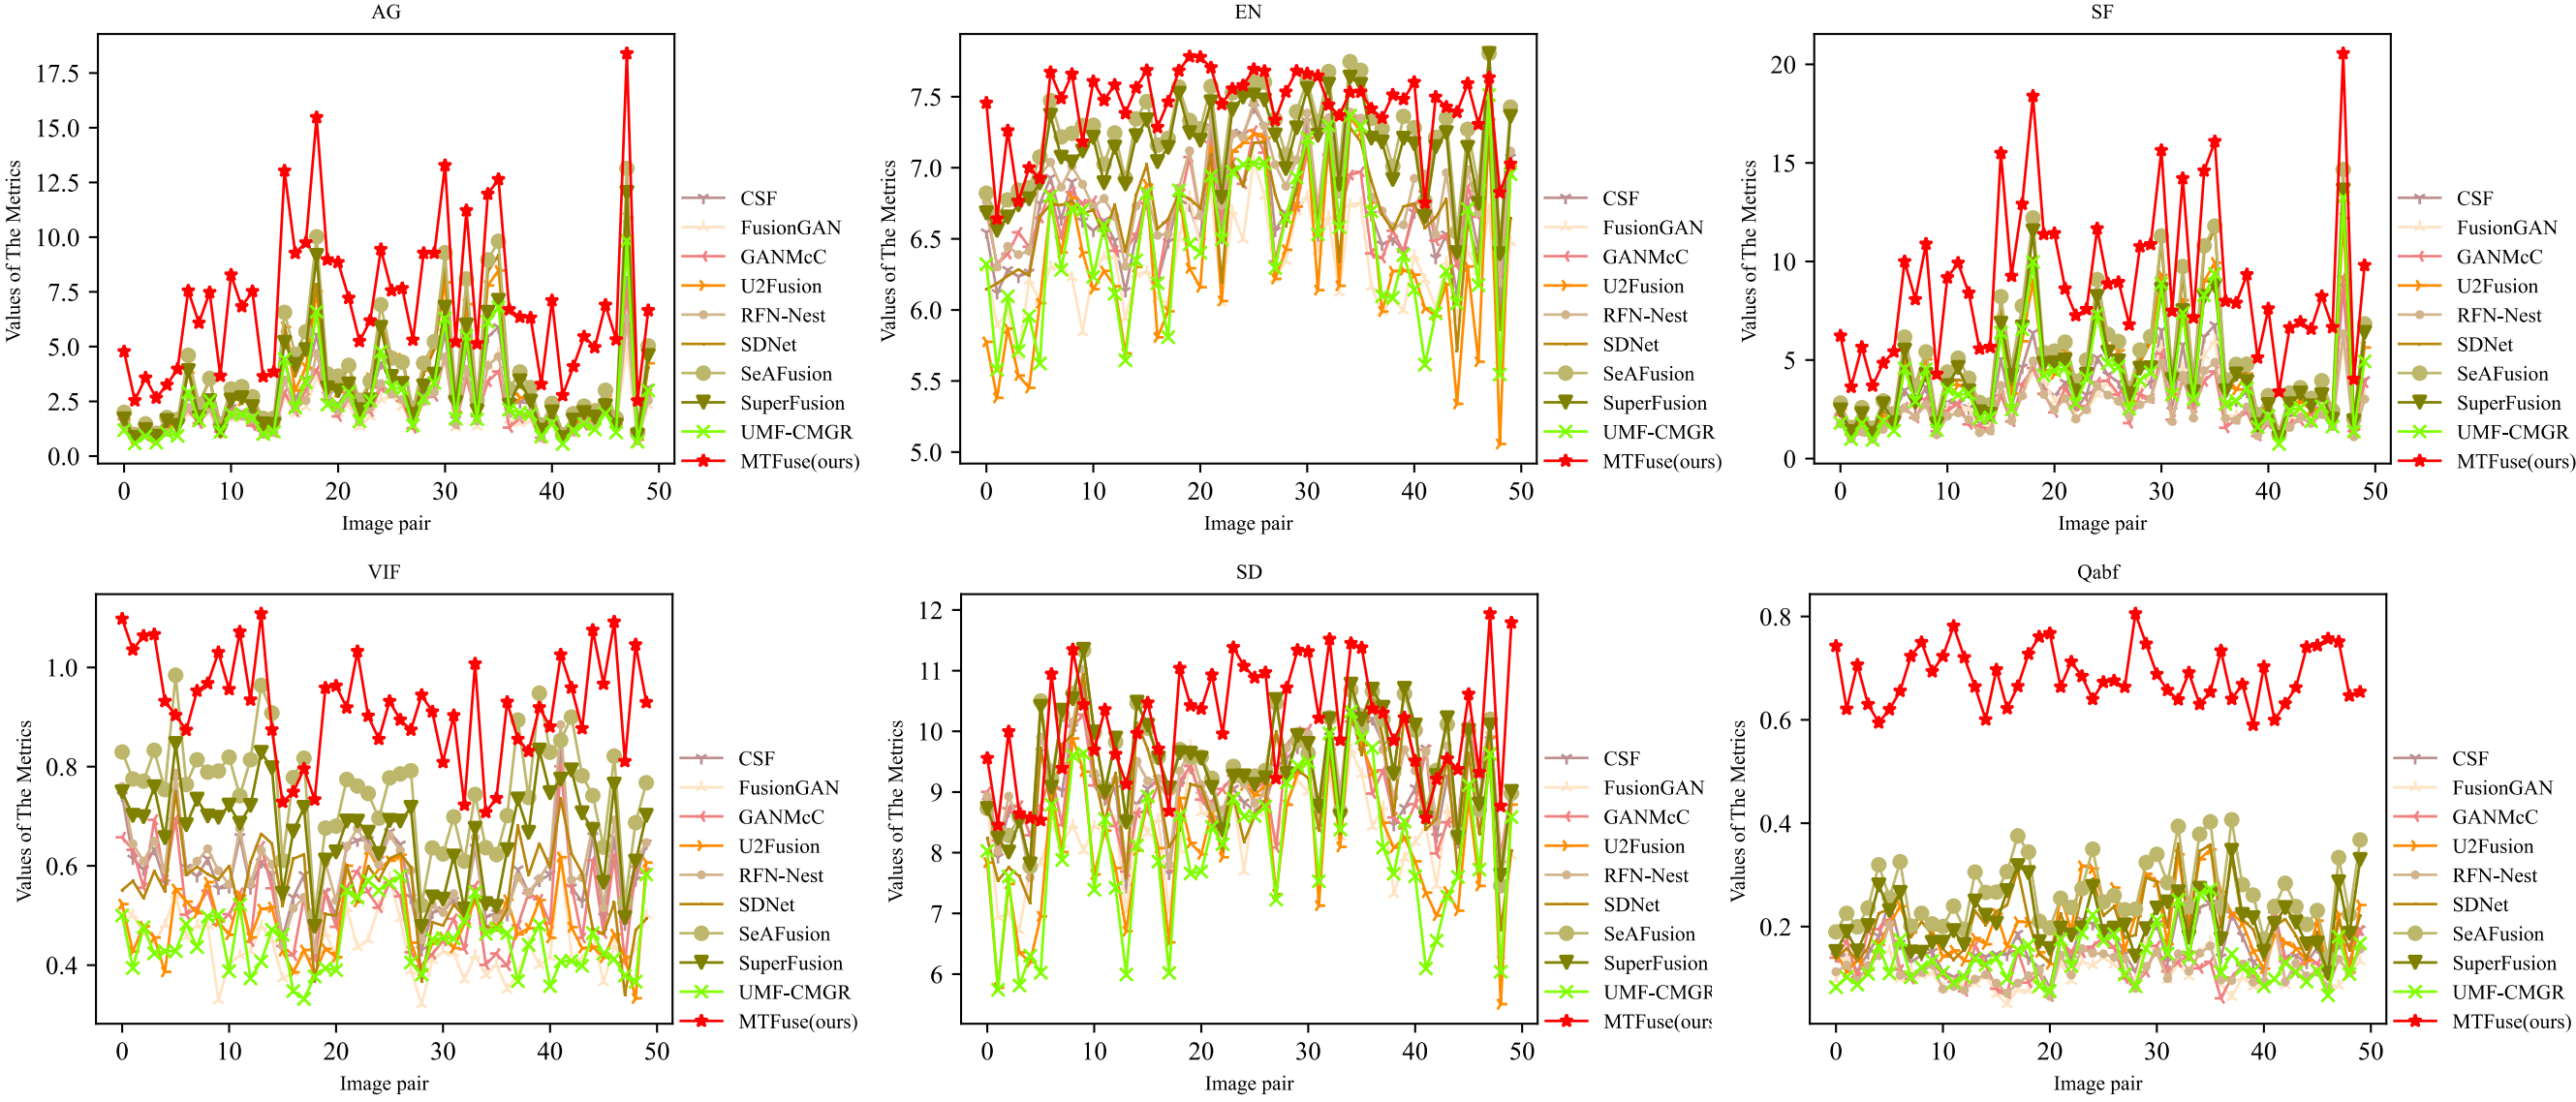 AG
Values of The Metrics
17.5
15.0
12.5
10.0
7.5
5.0
2.5
0.0
0 10 20 30 40 50
Image pair
CSF
FusionGAN
GANMcC
U2Fusion
RFN-Nest
SDNet
SeAFusion
SuperFusion
UMF-CMGR
MTFuse(ours)
EN
Values of The Metrics
7.5
7.0
6.5
6.0
5.5
5.0
0 10 20 30 40 50
Image pair
CSF
FusionGAN
GANMcC
U2Fusion
RFN-Nest
SDNet
SeAFusion
SuperFusion
UMF-CMGR
MTFuse(ours)
SF
Values of The Metrics
20
15
10
5
0
0 10 20 30 40 50
Image pair
CSF
FusionGAN
GANMcC
U2Fusion
RFN-Nest
SDNet
SeAFusion
SuperFusion
UMF-CMGR
MTFuse(ours)
VIF
Values of The Metrics
1.0
0.8
0.6
0.4
0 10 20 30 40 50
Image pair
CSF
FusionGAN
GANMcC
U2Fusion
RFN-Nest
SDNet
SeAFusion
SuperFusion
UMF-CMGR
MTFuse(ours)
SD
Values of The Metrics
12
11
10
9
8
7
6
0 10 20 30 40 50
Image pair
CSF
FusionGAN
GANMcC
U2Fusion
RFN-Nest
SDNet
SeAFusion
SuperFusion
UMF-CMGR
MTFuse(ours
Qabf
Values of The Metrics
0.8
0.6
0.4
0.2
0 10 20 30 40 50
Image pair
CSF
FusionGAN
GANMcC
U2Fusion
RFN-Nest
SDNet
SeAFusion
SuperFusion
UMF-CMGR
MTFuse(ours)